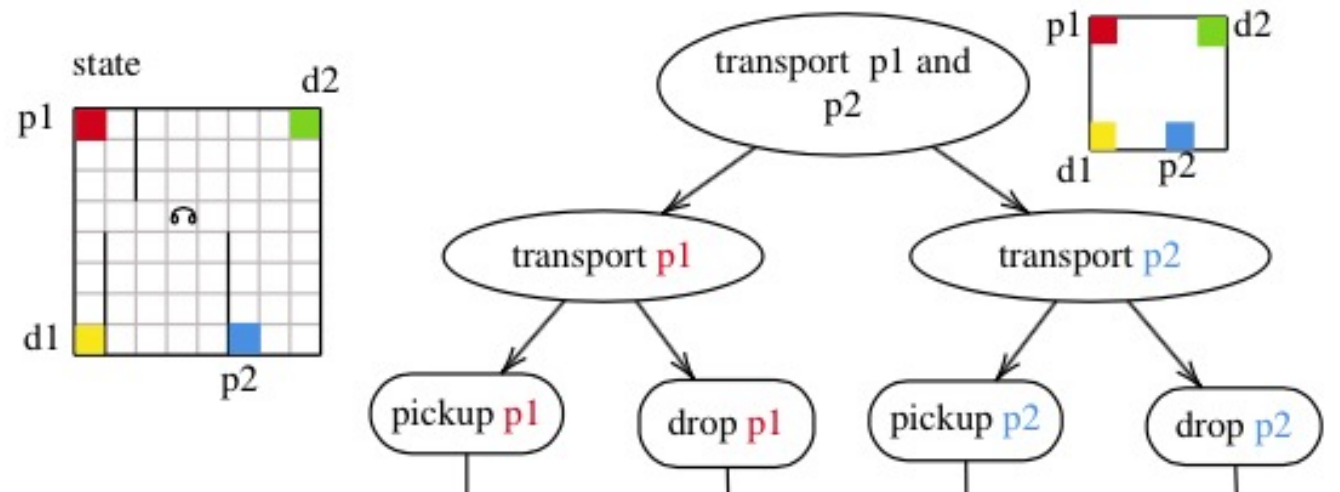 state
d2
p1
d1
p2
transport p1 and
p2
p1
d2
d1
p2
transport p1
transport p2
pickup p1
drop p1
pickup p2
drop p2